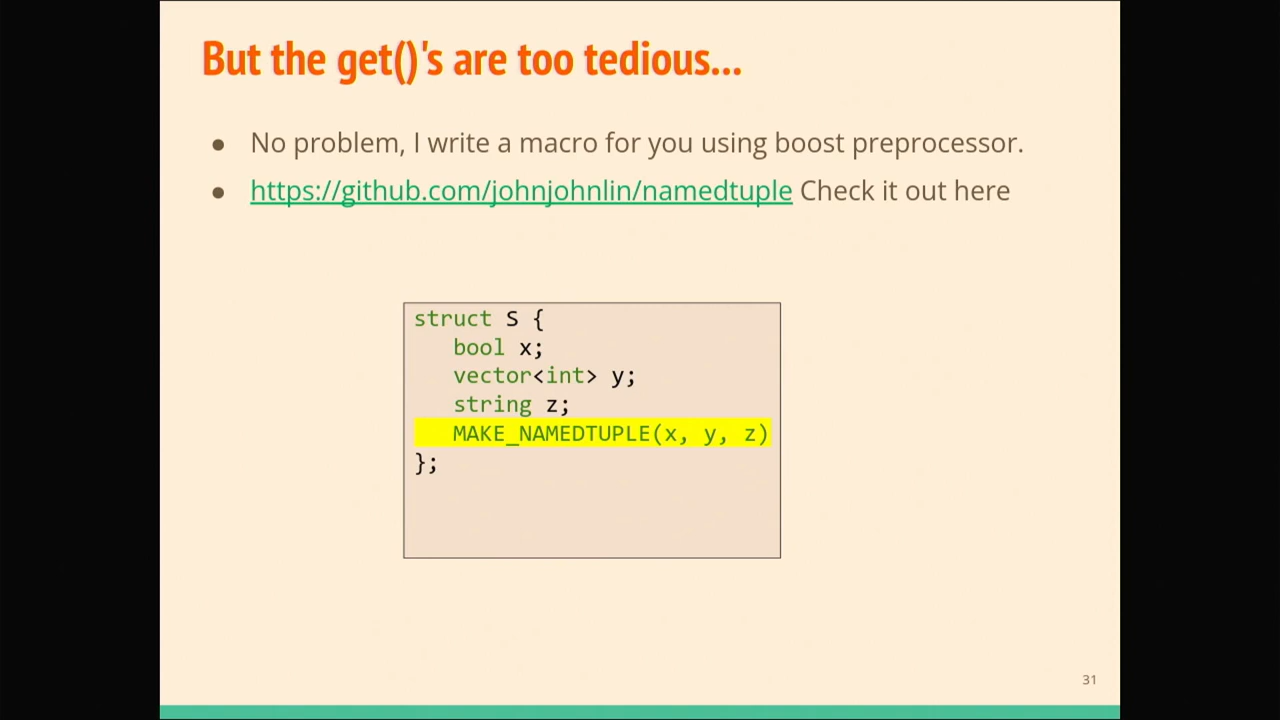 But the get()'s are too tedious...
● No problem, I write a macro for you using boost preprocessor.
● https://github.com/johnjohnlin/namedtuple Check it out here
struct S {
   bool x;
   vector<int> y;
   string z;
   MAKE_NAMEDTUPLE(x, y, z)
};
31